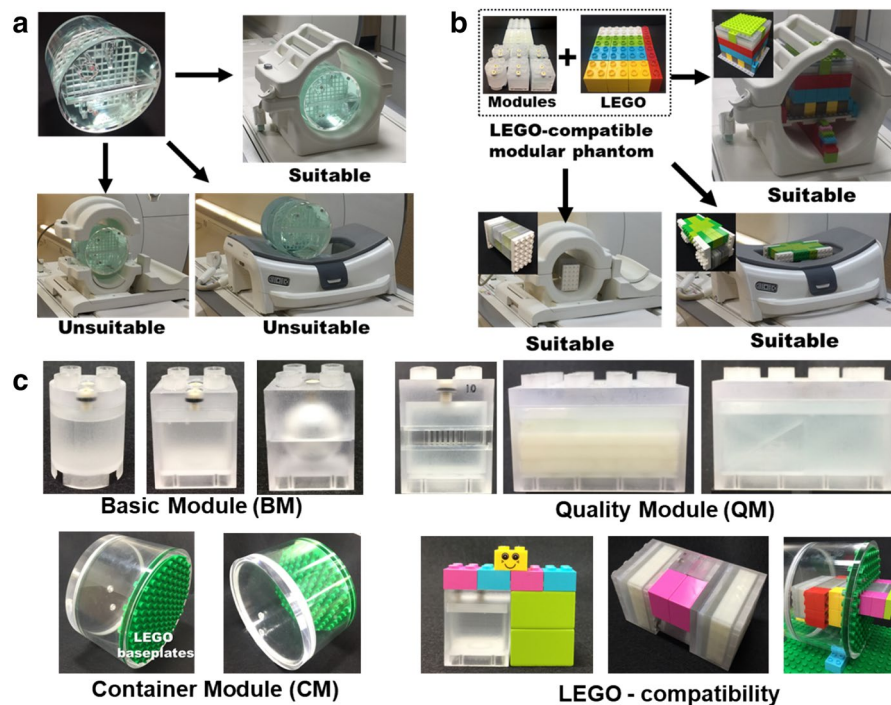 a
Suitable
Unsuitable
Unsuitable
b
Modules
+
LEGO
LEGO-compatible
modular phantom
Suitable
Suitable
Suitable
c
Basic Module (BM)
10
Quality Module (QM)
LEGO
baseplates
Container Module (CM)
LEGO - compatibility